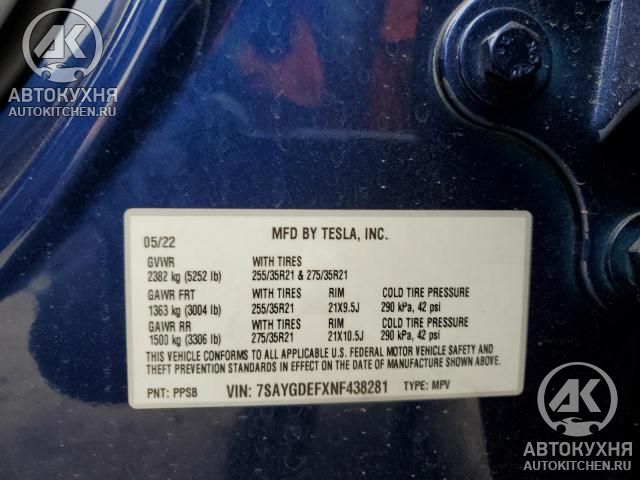 АК
АВТОКУХНЯ
AUTOKITCHEN.RU
MFD BY TESLA, INC.
05/22
GVWR WITH TIRES
2382 kg (5252 lb) 255/35R21 & 275/35R21
GAWR FRT WITH TIRES RIM COLD TIRE PRESSURE
1363 kg (3004 lb) 255/35R21 21X9.5J 290 kPa, 42 psi
GAWR RR WITH TIRES RIM COLD TIRE PRESSURE
1500 kg (3306 lb) 275/35R21 21X10.5J 290 kPa, 42 psi
THIS VEHICLE CONFORMS TO ALL APPLICABLE U.S. FEDERAL MOTOR VEHICLE SAFETY AND
THEFT PREVENTION STANDARDS IN EFFECT ON THE DATE OF MANUFACTURE SHOWN ABOVE.
PNT: PPSB VIN: 7SAYGDEFXNF438281 TYPE: MPV
АК
АВТОКУХНЯ
AUTOKITCHEN.RU